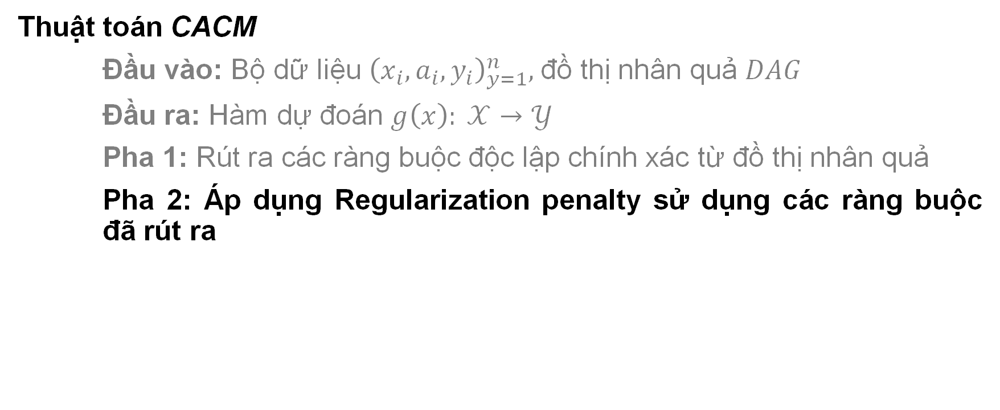 Thuật toán CACM
Đầu vào: Bộ dữ liệu $(x_i, a_i, y_i)_{y=1}^{n}$, đồ thị nhân quả $DAG$
Đầu ra: Hàm dự đoán $g(x): \mathcal{X} \to \mathcal{Y}$
Pha 1: Rút ra các ràng buộc độc lập chính xác từ đồ thị nhân quả
Pha 2: Áp dụng Regularization penalty sử dụng các ràng buộc
đã rút ra